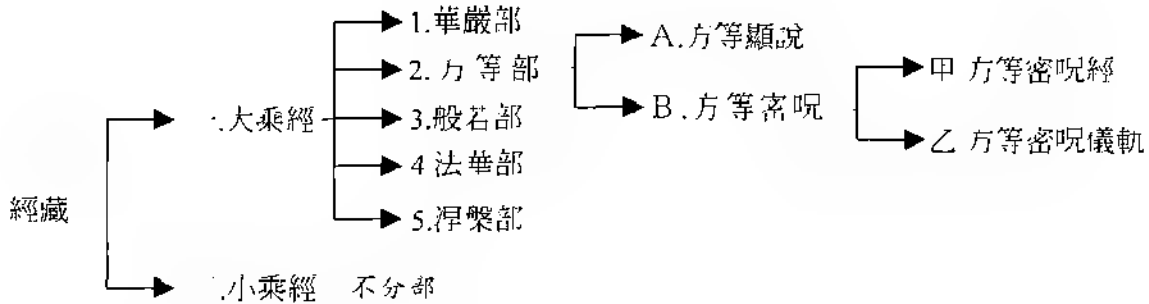 經藏
.大乘經
1.華嚴部
2.方等部
A.方等顯說
B.方等密呪
甲 方等密呪經
乙 方等密呪儀軌
3.般若部
4 法華部
5.涅槃部
.小乘經 不分部